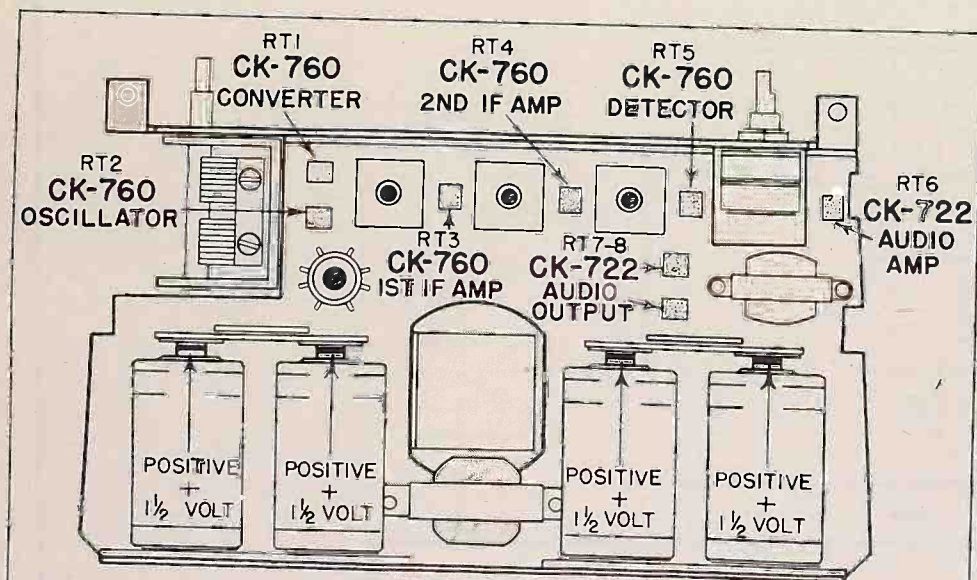 RT1
CK-760
CONVERTER
RT4
CK-760
2ND IF AMP
RT5
CK-760
DETECTOR
RT2
CK-760
OSCILLATOR
RT6
CK-722
AUDIO
AMP
RT3
CK-760
1ST IF AMP
RT7-8
CK-722
AUDIO
OUTPUT
POSITIVE
+
1½ VOLT
POSITIVE
+
1½ VOLT
POSITIVE
+
1½ VOLT
POSITIVE
+
1½ VOLT